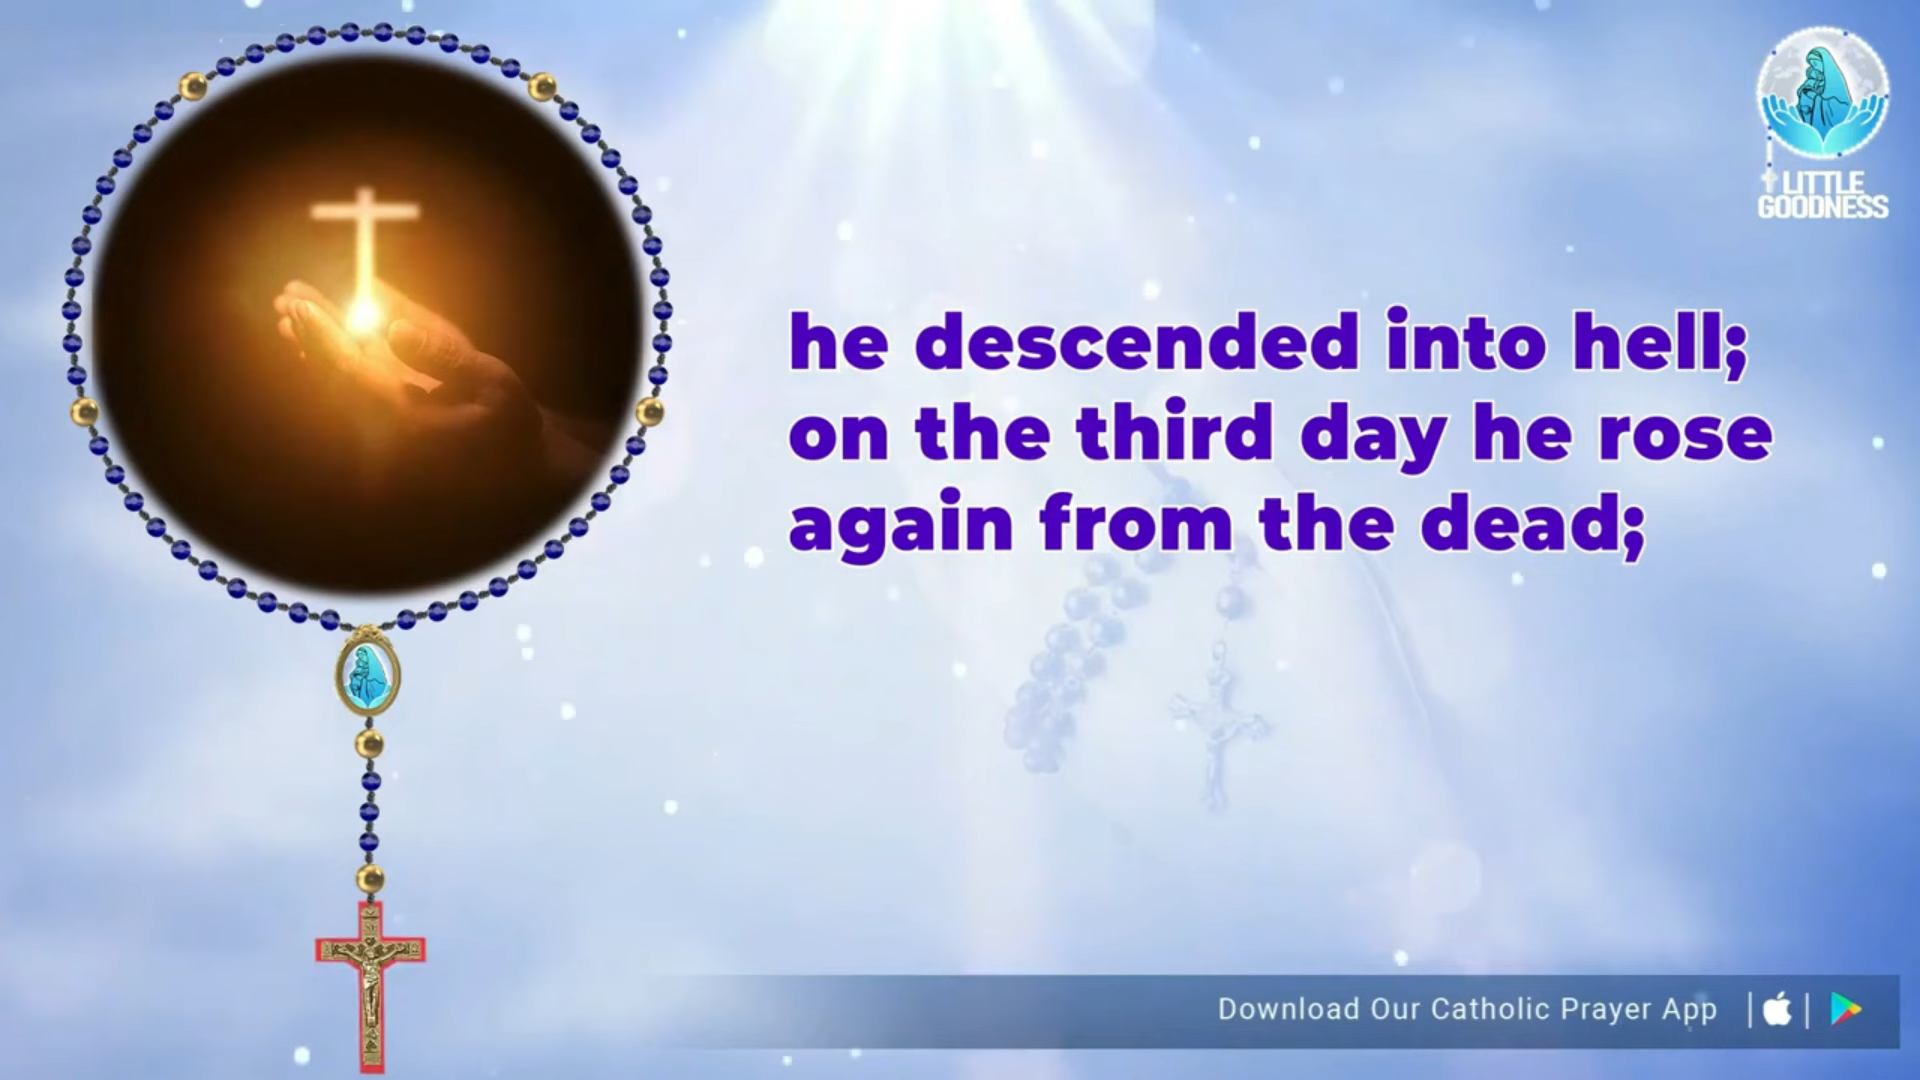 LITTLE
GOODNESS
he descended into hell;
on the third day he rose
again from the dead;
Download Our Catholic Prayer App